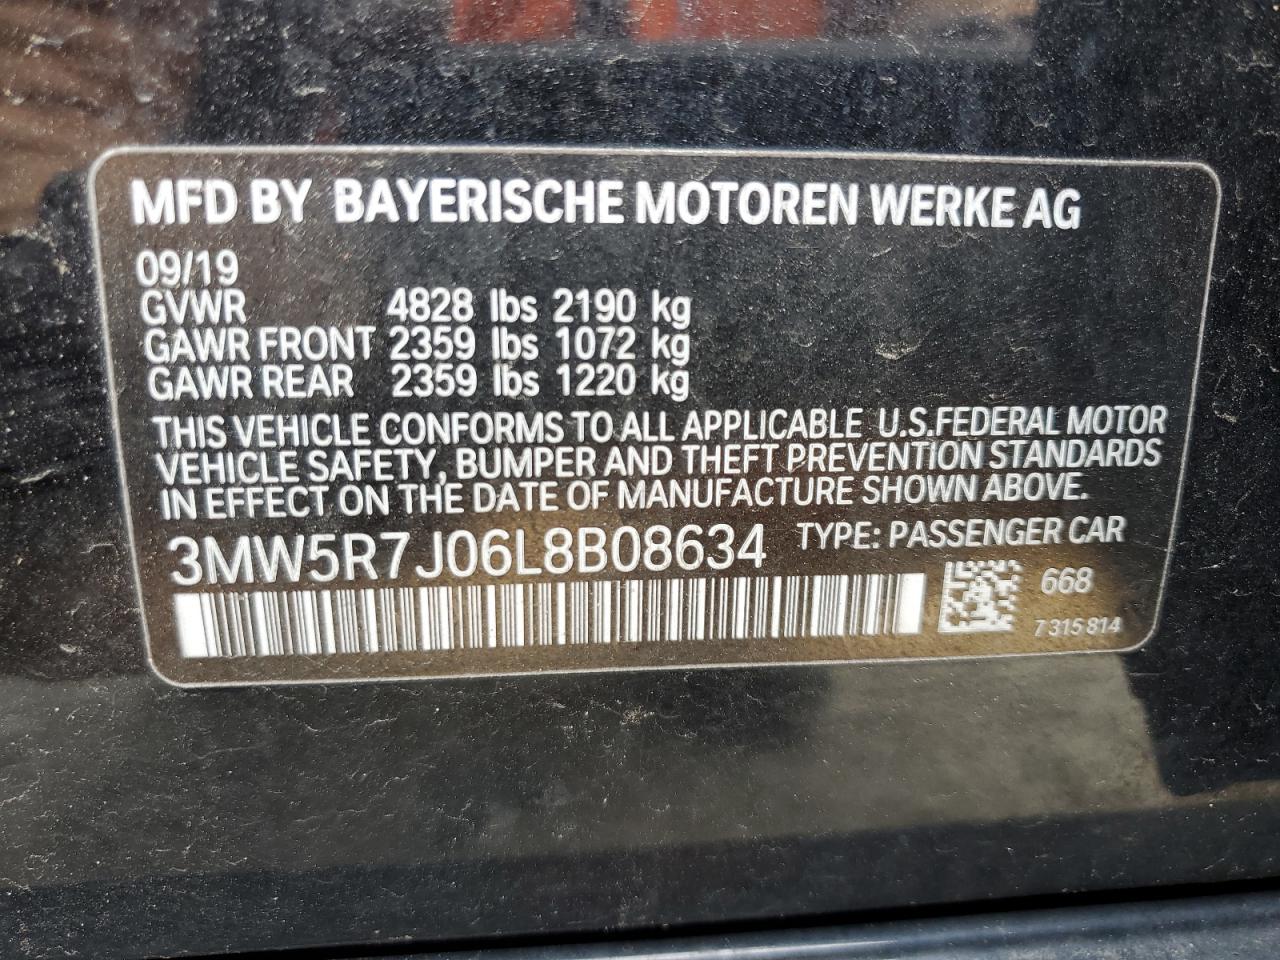 MFD BY BAYERISCHE MOTOREN WERKE AG
09/19
GVWR 4828 lbs 2190 kg
GAWR FRONT 2359 lbs 1072 kg
GAWR REAR 2359 lbs 1220 kg
THIS VEHICLE CONFORMS TO ALL APPLICABLE U.S.FEDERAL MOTOR
VEHICLE SAFETY, BUMPER AND THEFT PREVENTION STANDARDS
IN EFFECT ON THE DATE OF MANUFACTURE SHOWN ABOVE.
3MW5R7J06L8B08634 TYPE: PASSENGER CAR
668
7 315 814